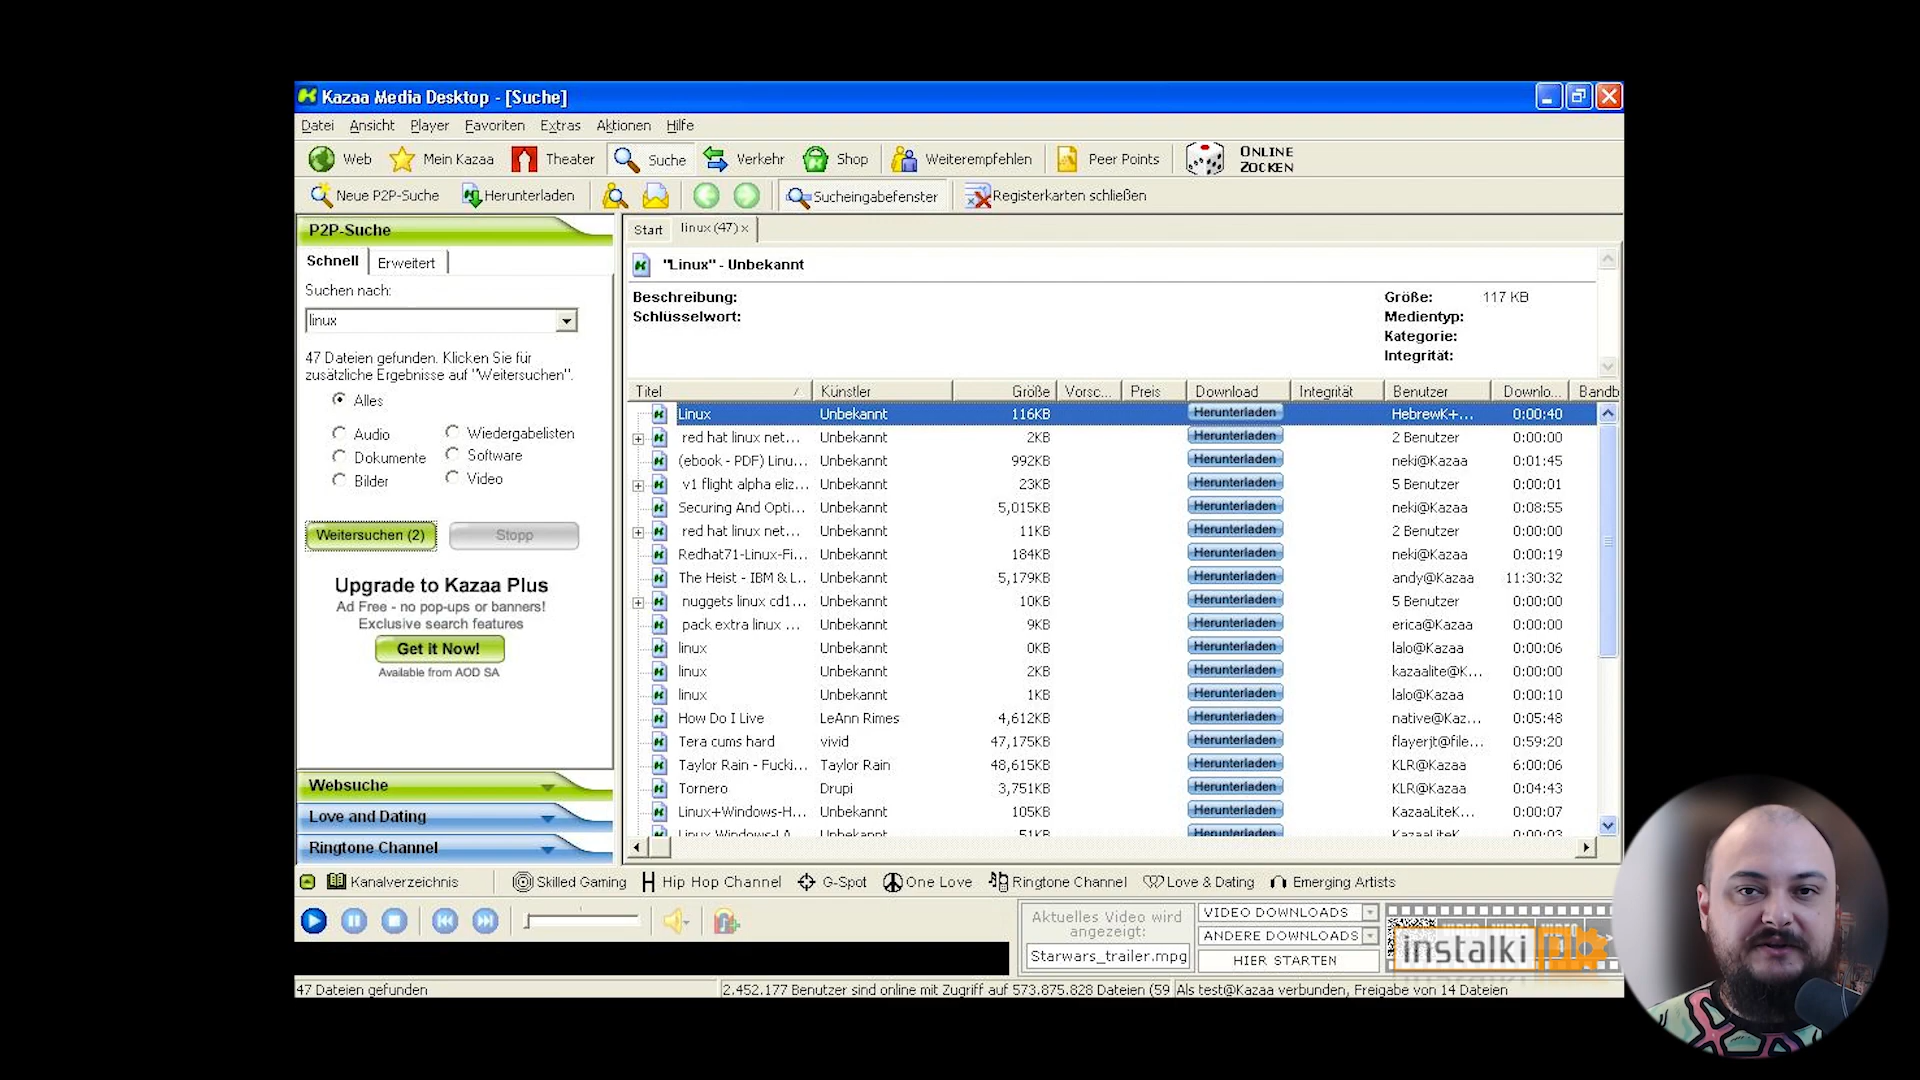 Kazaa Media Desktop - [Suche]
Datei Ansicht Player Favoriten Extras Aktionen Hilfe
Web Mein Kazaa Theater Suche Verkehr Shop Weiterempfehlen Peer Points ONLINE ZOCKEN
Neue P2P-Suche Herunterladen Sucheingabefenster Registerkarten schließen
P2P-Suche
Schnell Erweitert
Suchen nach:
linux
47 Dateien gefunden. Klicken Sie für
zusätzliche Ergebnisse auf "Weitersuchen".
Alles
Audio Wiedergabelisten
Dokumente Software
Bilder Video
Weitersuchen (2) Stopp
Upgrade to Kazaa Plus
Ad Free - no pop-ups or banners!
Exclusive search features
Get it Now!
Available from AOD SA
Websuche
Love and Dating
Ringtone Channel
Start linux (47) x
"Linux" - Unbekannt
Beschreibung: Größe: 117 KB
Schlüsselwort: Medientyp:
Kategorie:
Integrität:
Titel Künstler Größe Vorsc... Preis Download Integrität Benutzer Downlo... Bandb
Linux Unbekannt 116KB Herunterladen HebrewK+... 0:00:40
red hat linux net... Unbekannt 2KB Herunterladen 2 Benutzer 0:00:00
(ebook - PDF) Linu... Unbekannt 992KB Herunterladen neki@Kazaa 0:01:45
v1 flight alpha eliz... Unbekannt 23KB Herunterladen 5 Benutzer 0:00:01
Securing And Opti... Unbekannt 5,015KB Herunterladen neki@Kazaa 0:08:55
red hat linux net... Unbekannt 11KB Herunterladen 2 Benutzer 0:00:00
Redhat71-Linux-Fi... Unbekannt 184KB Herunterladen neki@Kazaa 0:00:19
The Heist - IBM & L... Unbekannt 5,179KB Herunterladen andy@Kazaa 11:30:32
nuggets linux cd1... Unbekannt 10KB Herunterladen 5 Benutzer 0:00:00
pack extra linux ... Unbekannt 9KB Herunterladen erica@Kazaa 0:00:00
linux Unbekannt 0KB Herunterladen lalo@Kazaa 0:00:06
linux Unbekannt 2KB Herunterladen kazaalite@K... 0:00:00
linux Unbekannt 1KB Herunterladen lalo@Kazaa 0:00:10
How Do I Live LeAnn Rimes 4,612KB Herunterladen native@Kaz... 0:05:48
Tera cums hard vivid 47,175KB Herunterladen flayerjt@file... 0:59:20
Taylor Rain - Fucki... Taylor Rain 48,615KB Herunterladen KLR@Kazaa 6:00:06
Tornero Drupi 3,751KB Herunterladen KLR@Kazaa 0:04:43
Linux+Windows-H... Unbekannt 105KB Herunterladen KazaaLiteK... 0:00:07
Linux Windows-LA... Unbekannt 51KB Herunterladen KazaaLiteK... 0:00:03
Kanalverzeichnis Skilled Gaming Hip Hop Channel G-Spot One Love Ringtone Channel Love & Dating Emerging Artists
Aktuelles Video wird
angezeigt:
Starwars_trailer.mpg
VIDEO DOWNLOADS
ANDERE DOWNLOADS
HIER STARTEN
instalki pl
47 Dateien gefunden 2.452.177 Benutzer sind online mit Zugriff auf 573.875.828 Dateien (59 Als test@Kazaa verbunden, Freigabe von 14 Dateien